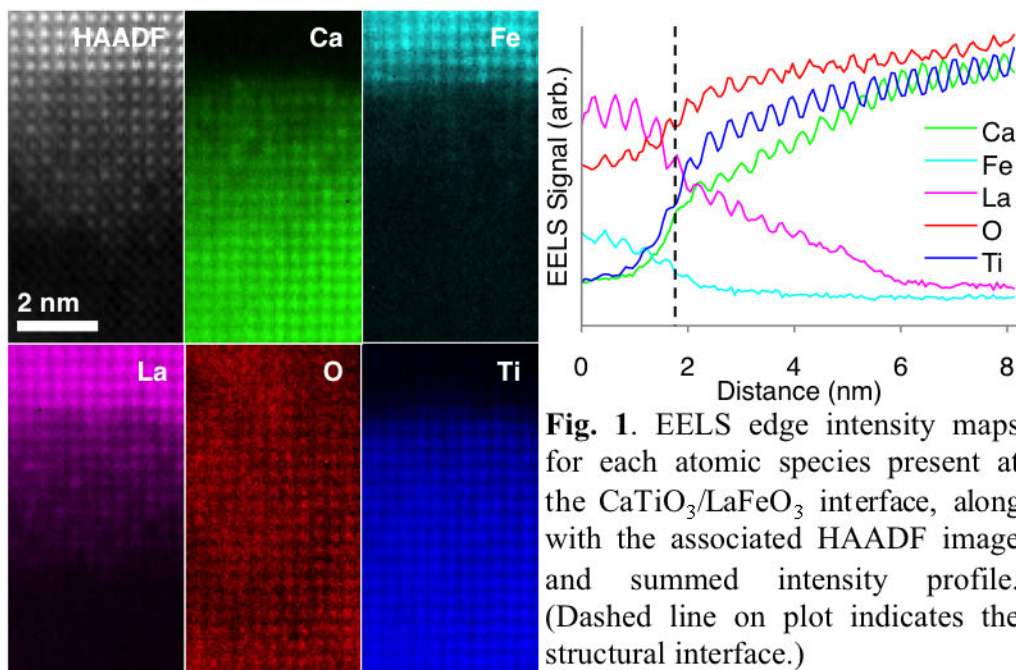 HAADF
Ca
Fe
2 nm
La
O
Ti
EELS Signal (arb.)
Ca
Fe
La
O
Ti
0 2 4 6 8
Distance (nm)
Fig. 1. EELS edge intensity maps
for each atomic species present at
the CaTiO₃/LaFeO₃ interface, along
with the associated HAADF image
and summed intensity profile.
(Dashed line on plot indicates the
structural interface.)